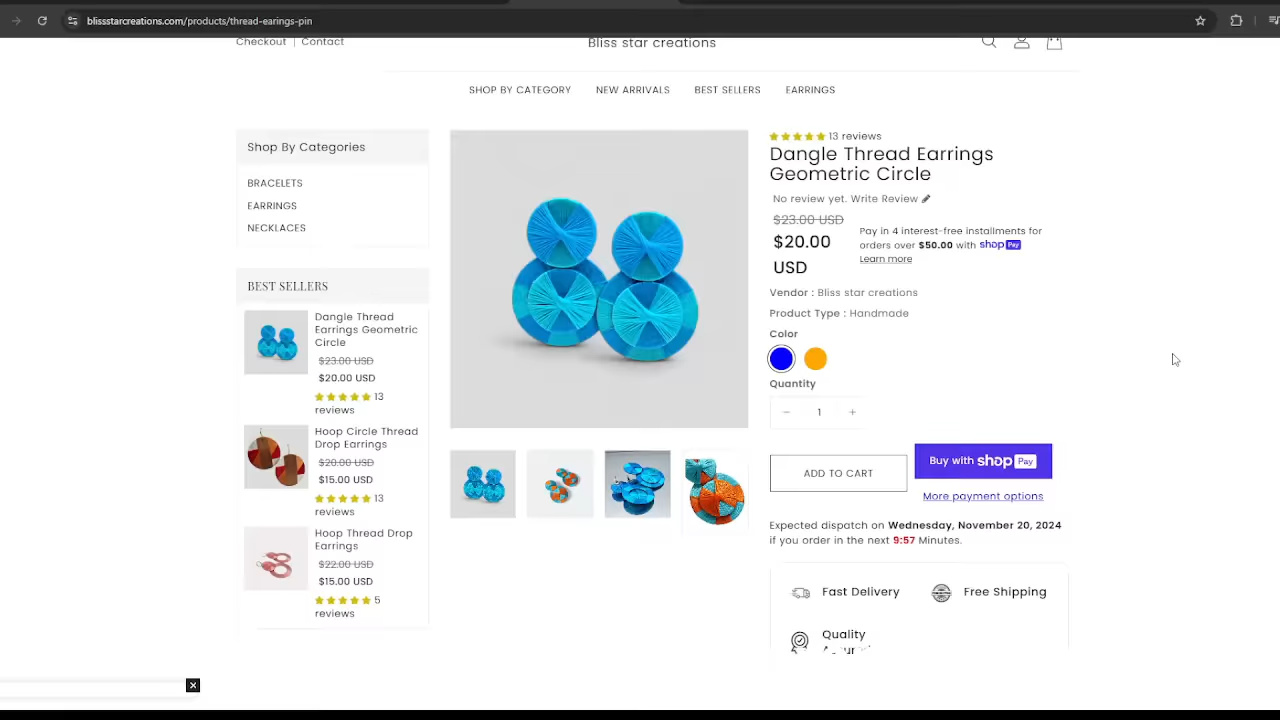 blissstarcreations.com/products/thread-earings-pin
Checkout | Contact
Bliss star creations
SHOP BY CATEGORY NEW ARRIVALS BEST SELLERS EARRINGS
Shop By Categories
BRACELETS
EARRINGS
NECKLACES
BEST SELLERS
Dangle Thread
Earrings Geometric
Circle
$23.00 USD
$20.00 USD
13
reviews
Hoop Circle Thread
Drop Earrings
$20.00 USD
$15.00 USD
13
reviews
Hoop Thread Drop
Earrings
$22.00 USD
$15.00 USD
5
reviews
13 reviews
Dangle Thread Earrings
Geometric Circle
No review yet. Write Review
$23.00 USD
$20.00
USD
Pay in 4 interest-free installments for
orders over $50.00 with shop Pay
Learn more
Vendor : Bliss star creations
Product Type : Handmade
Color
Quantity
1
ADD TO CART
Buy with shop Pay
More payment options
Expected dispatch on Wednesday, November 20, 2024
if you order in the next 9:57 Minutes.
Fast Delivery
Free Shipping
Quality